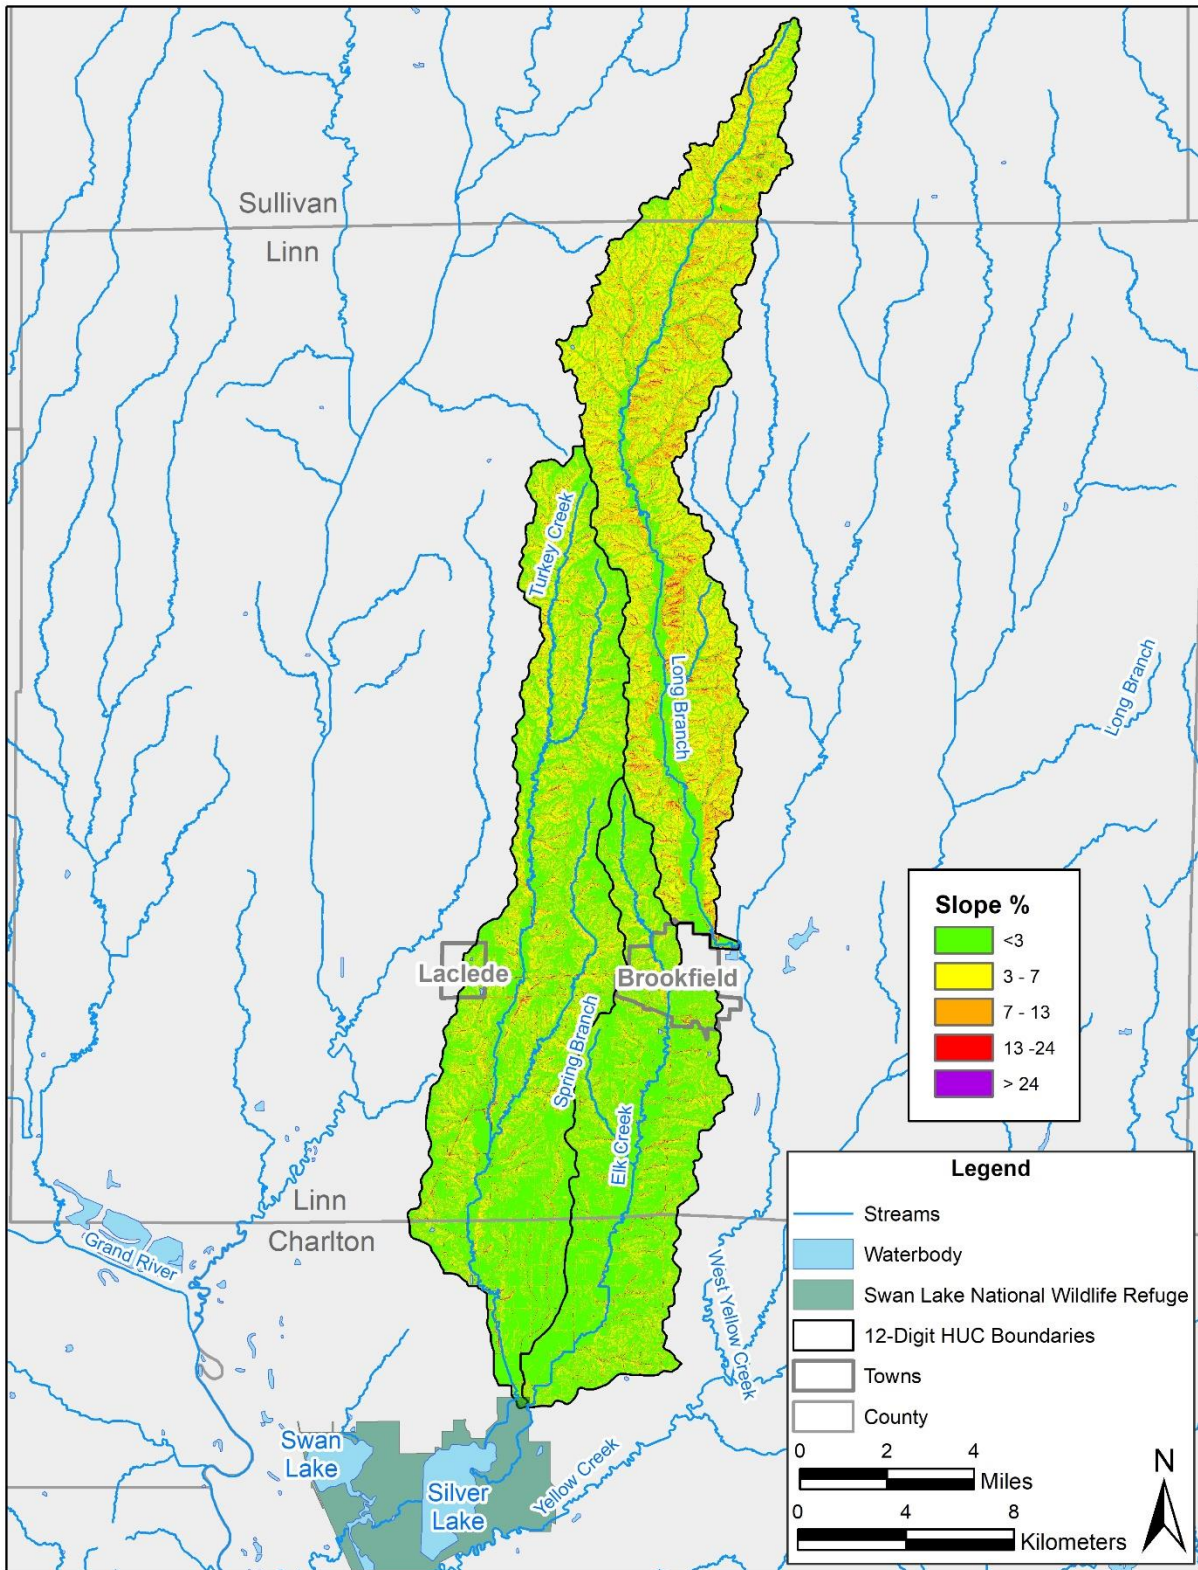 Sullivan
Linn
Turkey Creek
Long Branch
Long Branch
Slope %
<3
3 - 7
7 - 13
13 -24
> 24
Laclede
Brookfield
Spring Branch
Elk Creek
Linn
Charlton
Grand River
West Yellow Creek
Swan
Lake
Silver
Lake
Yellow Creek
Legend
Streams
Waterbody
Swan Lake National Wildlife Refuge
12-Digit HUC Boundaries
Towns
County
0 2 4
Miles
0 4 8
Kilometers
N